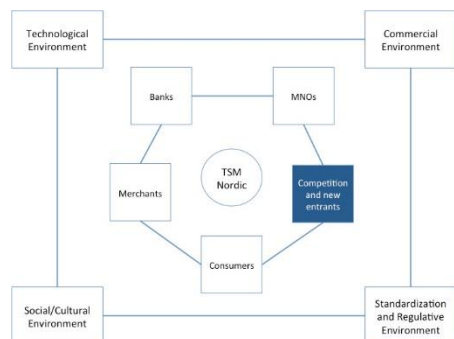 Technological
Environment
Commercial
Environment
Banks
MNOs
TSM
Nordic
Merchants
Competition
and new
entrants
Consumers
Social/Cultural
Environment
Standardization
and Regulative
Environment